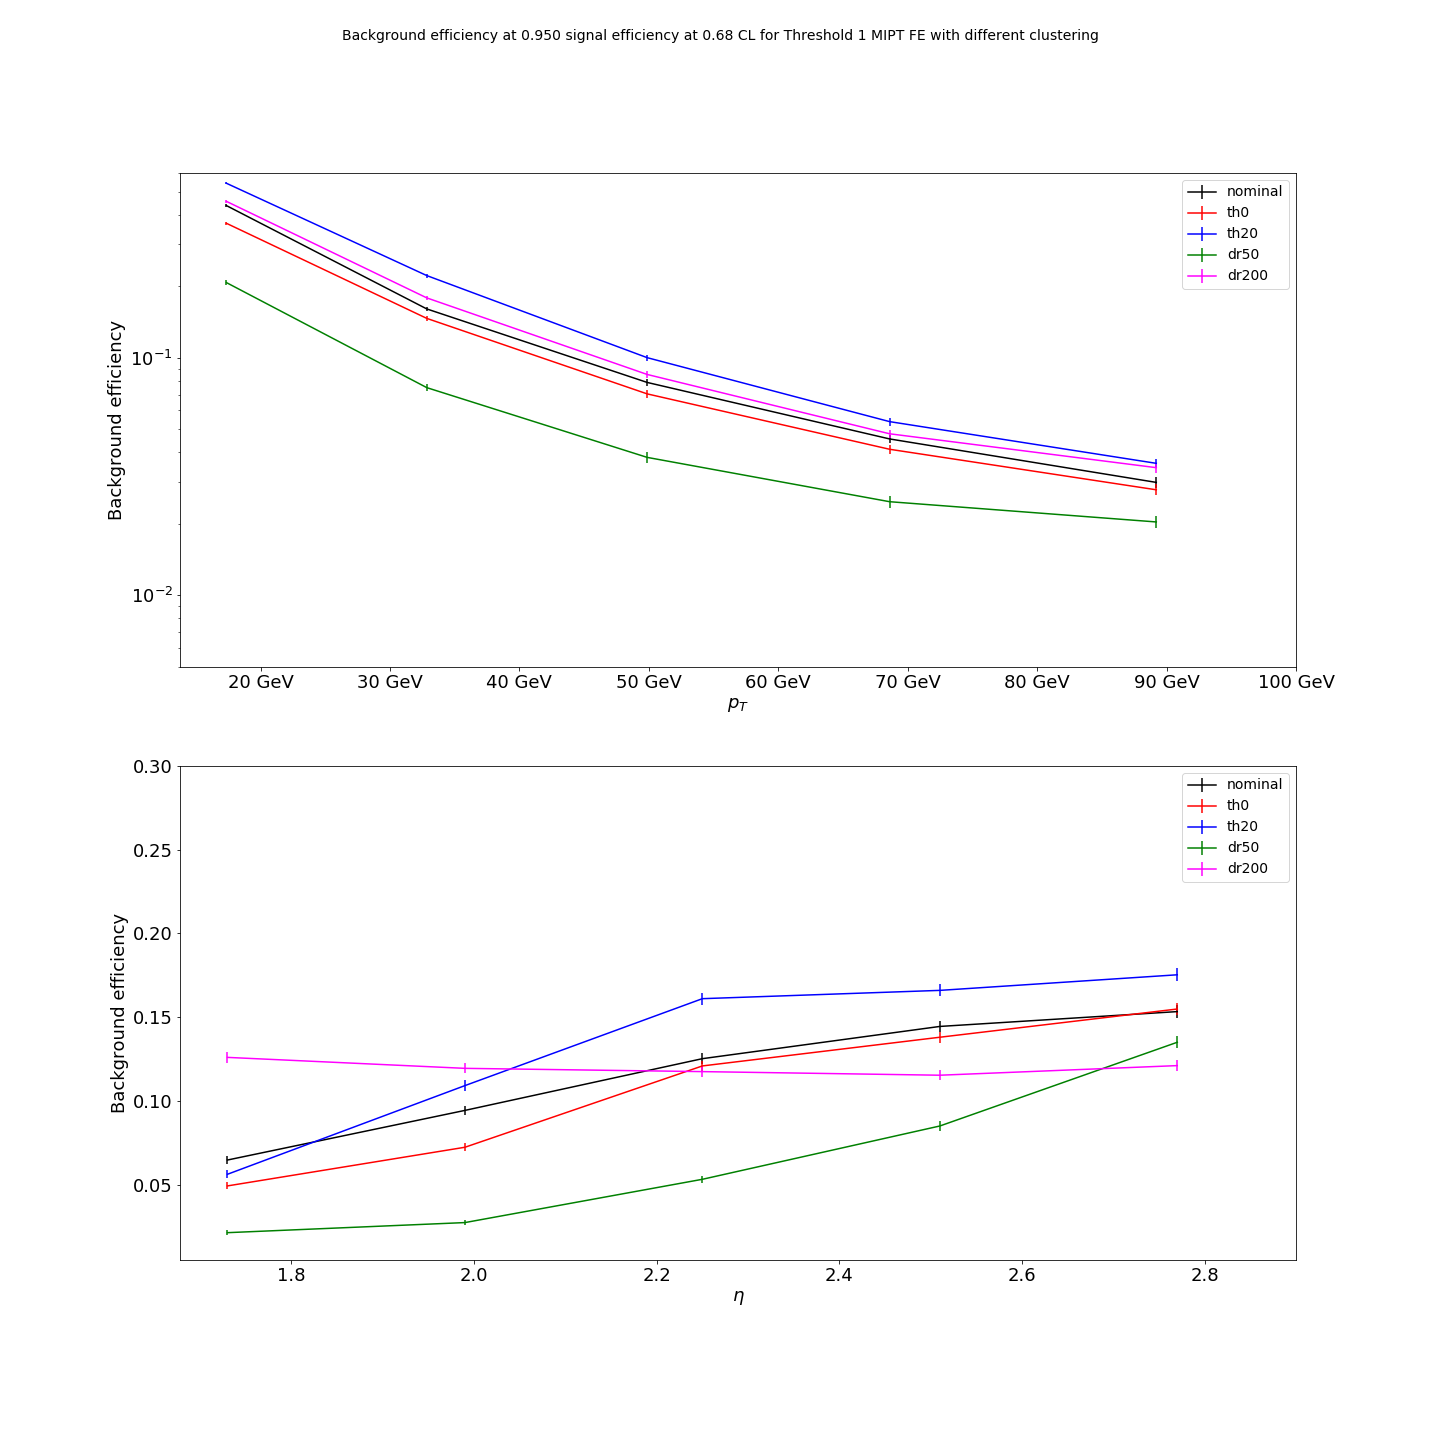 Background efficiency at 0.950 signal efficiency at 0.68 CL for Threshold 1 MIPT FE with different clustering
nominal
th0
th20
dr50
dr200
Background efficiency
10⁻¹
10⁻²
20 GeV 30 GeV 40 GeV 50 GeV 60 GeV 70 GeV 80 GeV 90 GeV 100 GeV
p_T
0.30
0.25
0.20
0.15
0.10
0.05
Background efficiency
nominal
th0
th20
dr50
dr200
1.8 2.0 2.2 2.4 2.6 2.8
η